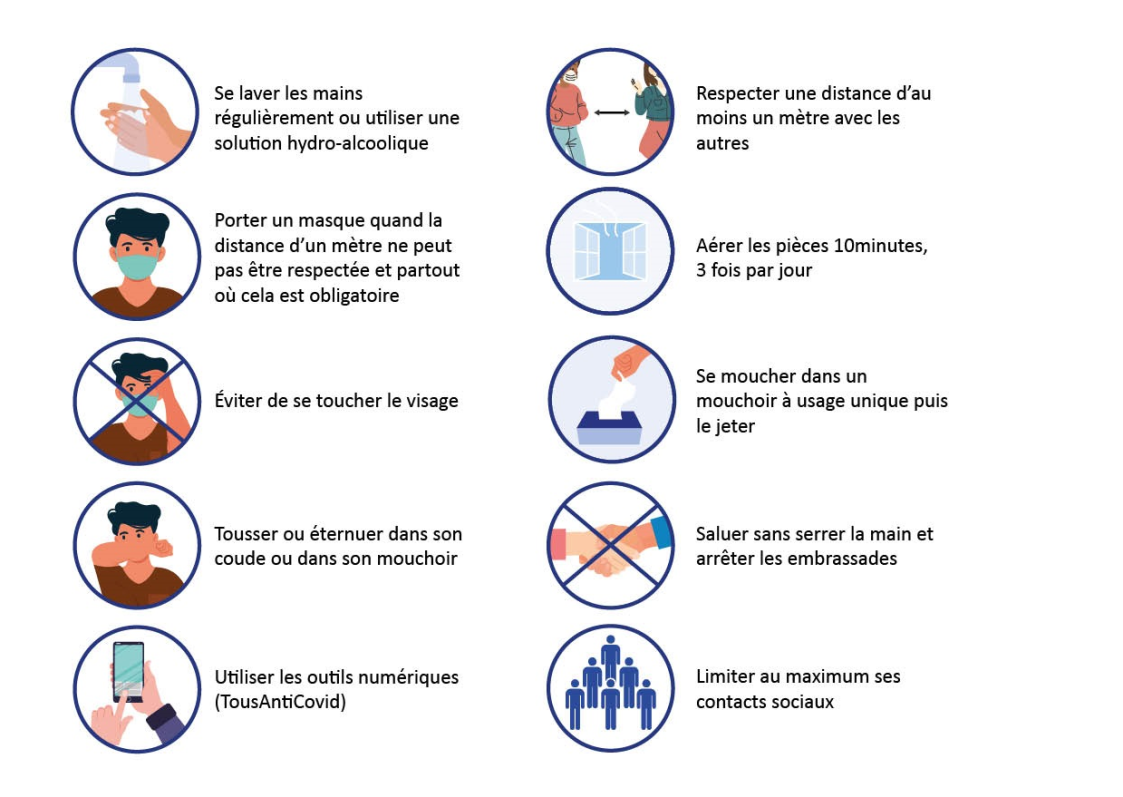 Se laver les mains
régulièrement ou utiliser une
solution hydro-alcoolique
Porter un masque quand la
distance d'un mètre ne peut
pas être respectée et partout
où cela est obligatoire
Éviter de se toucher le visage
Tousser ou éternuer dans son
coude ou dans son mouchoir
Utiliser les outils numériques
(TousAntiCovid)
Respecter une distance d'au
moins un mètre avec les
autres
Aérer les pièces 10minutes,
3 fois par jour
Se moucher dans un
mouchoir à usage unique puis
le jeter
Saluer sans serrer la main et
arrêter les embrassades
Limiter au maximum ses
contacts sociaux